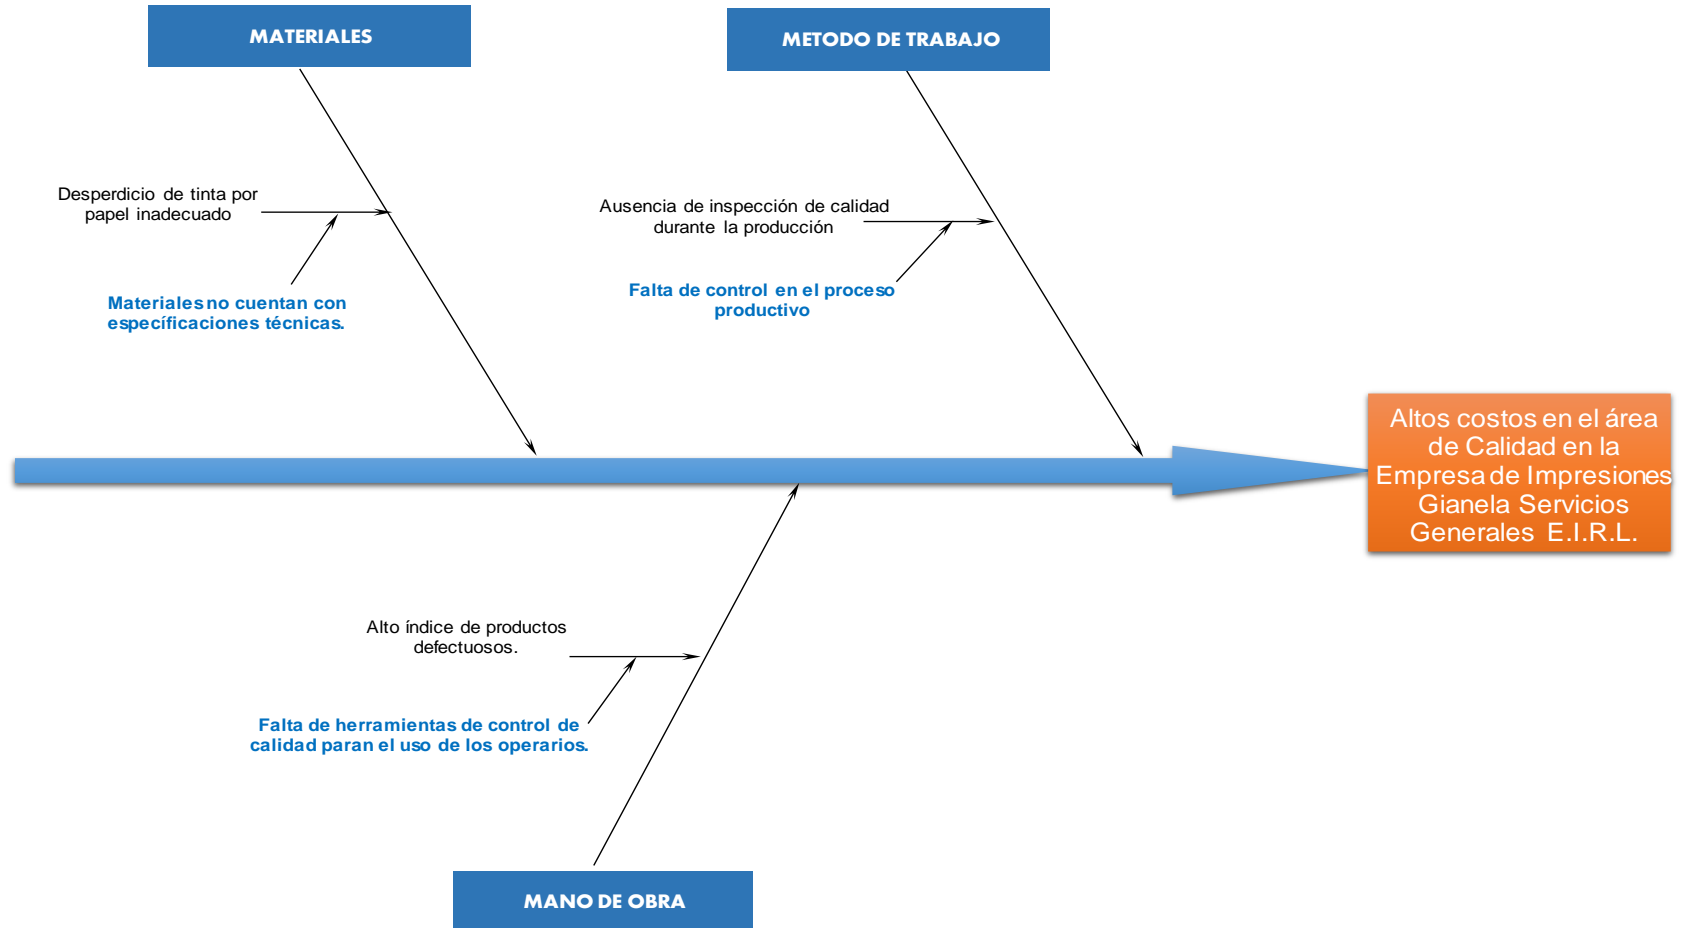 MATERIALES
METODO DE TRABAJO
Desperdicio de tinta por
papel inadecuado
Materiales no cuentan con
específicaciones técnicas.
Ausencia de inspección de calidad
durante la producción
Falta de control en el proceso
productivo
Altos costos en el área
de Calidad en la
Empresa de Impresiones
Gianela Servicios
Generales E.I.R.L.
Alto índice de productos
defectuosos.
Falta de herramientas de control de
calidad paran el uso de los operarios.
MANO DE OBRA